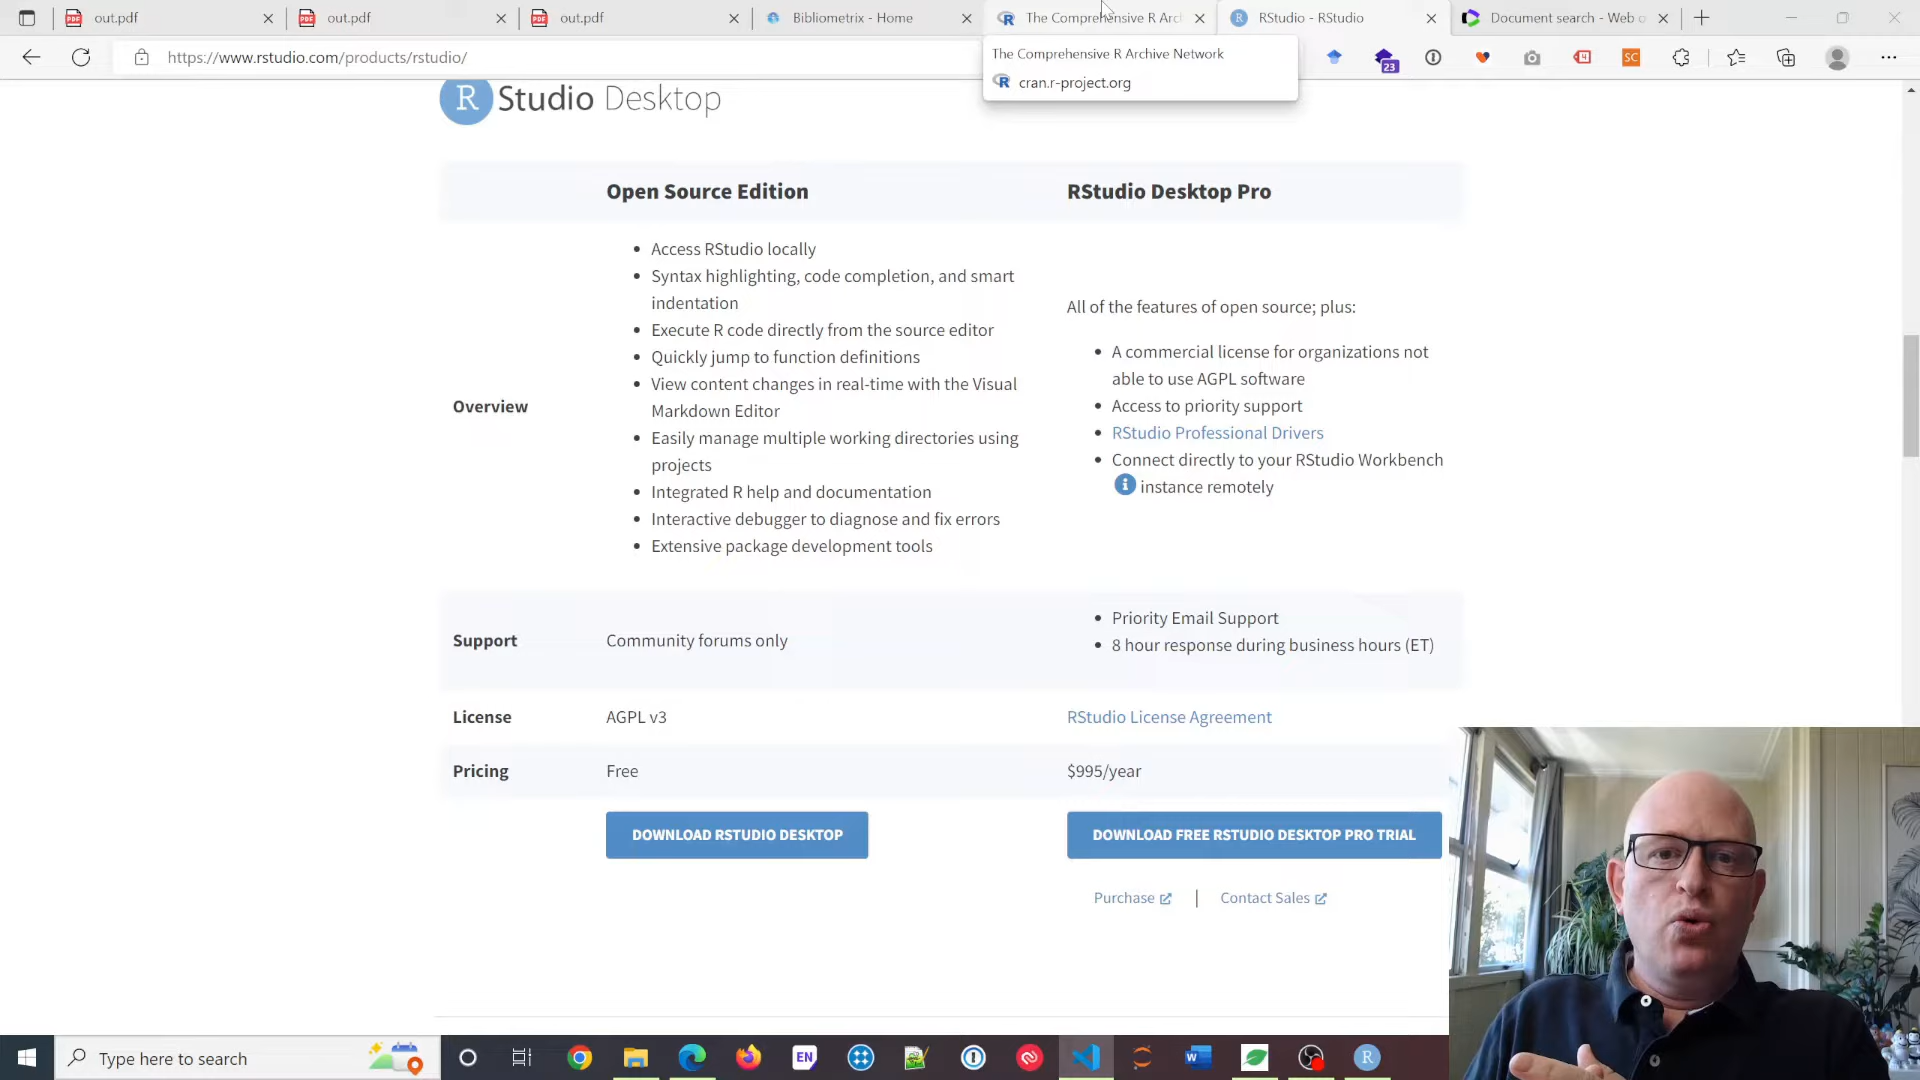 out.pdf
out.pdf
out.pdf
Bibliometrix - Home
The Comprehensive R Arc
RStudio - RStudio
Document search - Web o
https://www.rstudio.com/products/rstudio/
The Comprehensive R Archive Network
cran.r-project.org
23
SC
4
R Studio Desktop
Open Source Edition
RStudio Desktop Pro
Overview
• Access RStudio locally
• Syntax highlighting, code completion, and smart
indentation
• Execute R code directly from the source editor
• Quickly jump to function definitions
• View content changes in real-time with the Visual
Markdown Editor
• Easily manage multiple working directories using
projects
• Integrated R help and documentation
• Interactive debugger to diagnose and fix errors
• Extensive package development tools
All of the features of open source; plus:
• A commercial license for organizations not
able to use AGPL software
• Access to priority support
• RStudio Professional Drivers
• Connect directly to your RStudio Workbench
instance remotely
Support
Community forums only
• Priority Email Support
• 8 hour response during business hours (ET)
License
AGPL v3
RStudio License Agreement
Pricing
Free
$995/year
DOWNLOAD RSTUDIO DESKTOP
DOWNLOAD FREE RSTUDIO DESKTOP PRO TRIAL
Purchase | Contact Sales
Type here to search
EN
W
R